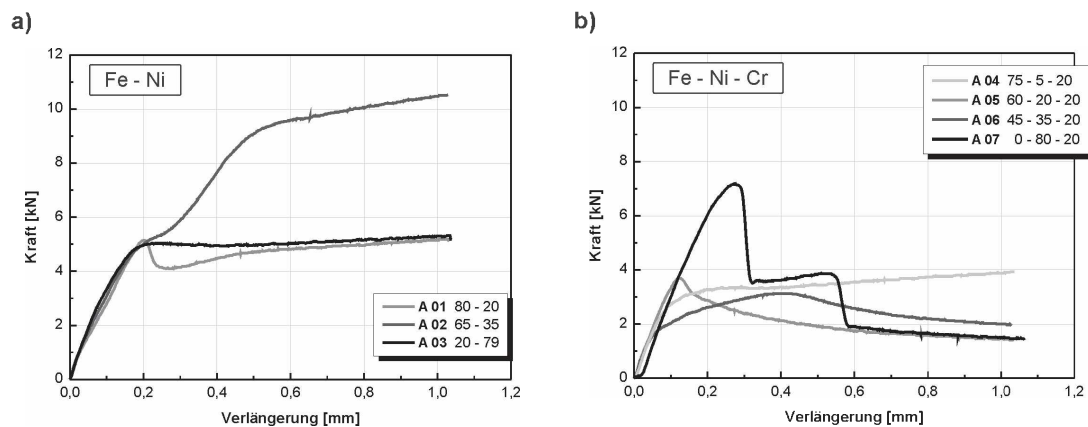 a)
Fe - Ni
12
10
8
6
4
2
0
Kraft [kN]
A 01 80 - 20
A 02 65 - 35
A 03 20 - 79
0,0 0,2 0,4 0,6 0,8 1,0 1,2
Verlängerung [mm]
b)
Fe - Ni - Cr
12
10
8
6
4
2
0
Kraft [kN]
A 04 75 - 5 - 20
A 05 60 - 20 - 20
A 06 45 - 35 - 20
A 07 0 - 80 - 20
0,0 0,2 0,4 0,6 0,8 1,0 1,2
Verlängerung [mm]